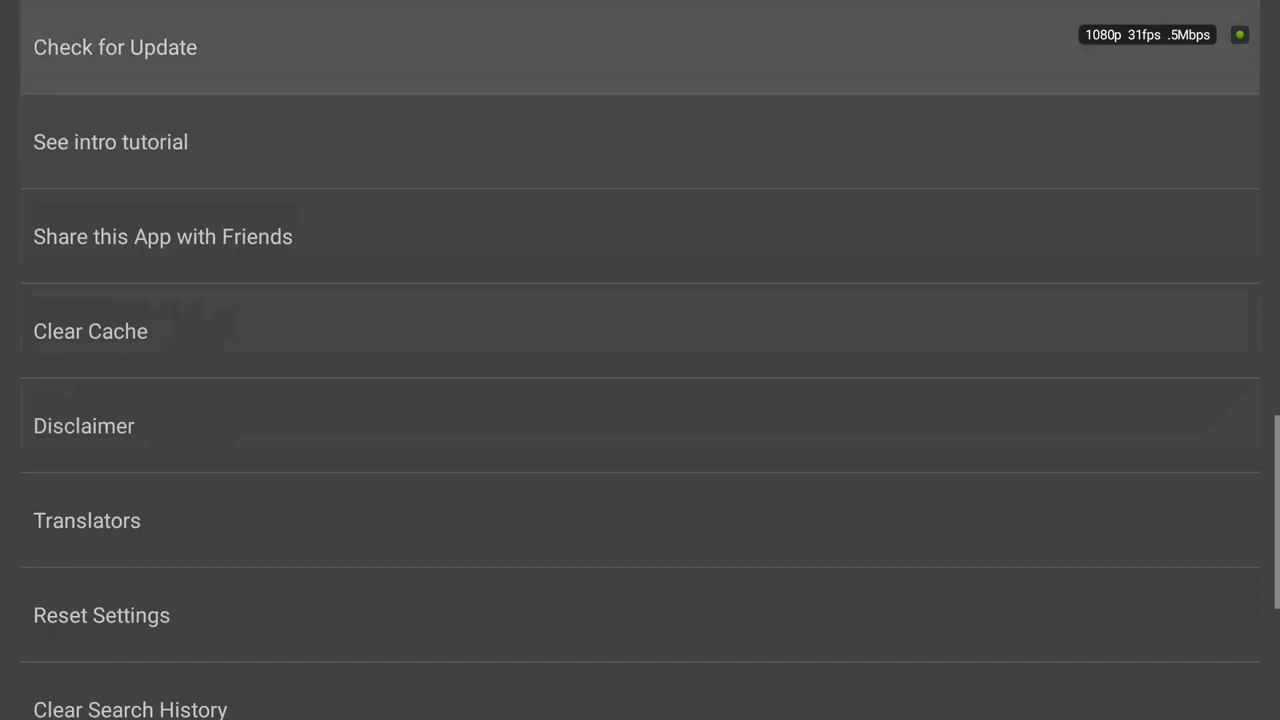 Check for Update
1080p 31fps .5Mbps
See intro tutorial
Share this App with Friends
Clear Cache
Disclaimer
Translators
Reset Settings
Clear Search History